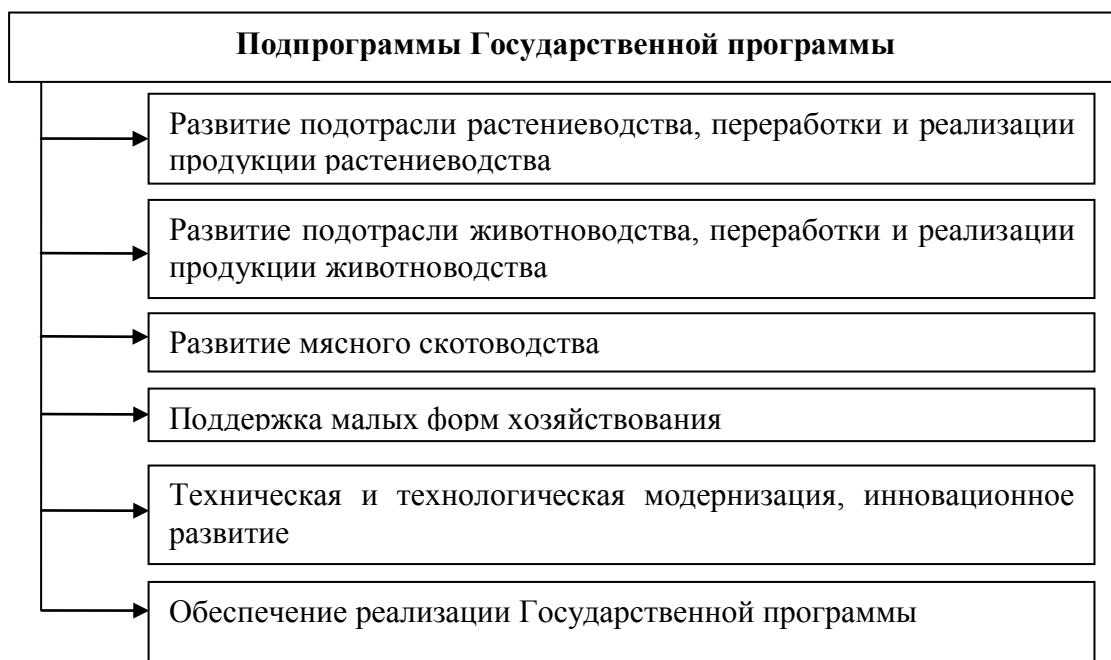 Подпрограммы Государственной программы
Развитие подотрасли растениеводства, переработки и реализации
продукции растениеводства
Развитие подотрасли животноводства, переработки и реализации
продукции животноводства
Развитие мясного скотоводства
Поддержка малых форм хозяйствования
Техническая и технологическая модернизация, инновационное
развитие
Обеспечение реализации Государственной программы